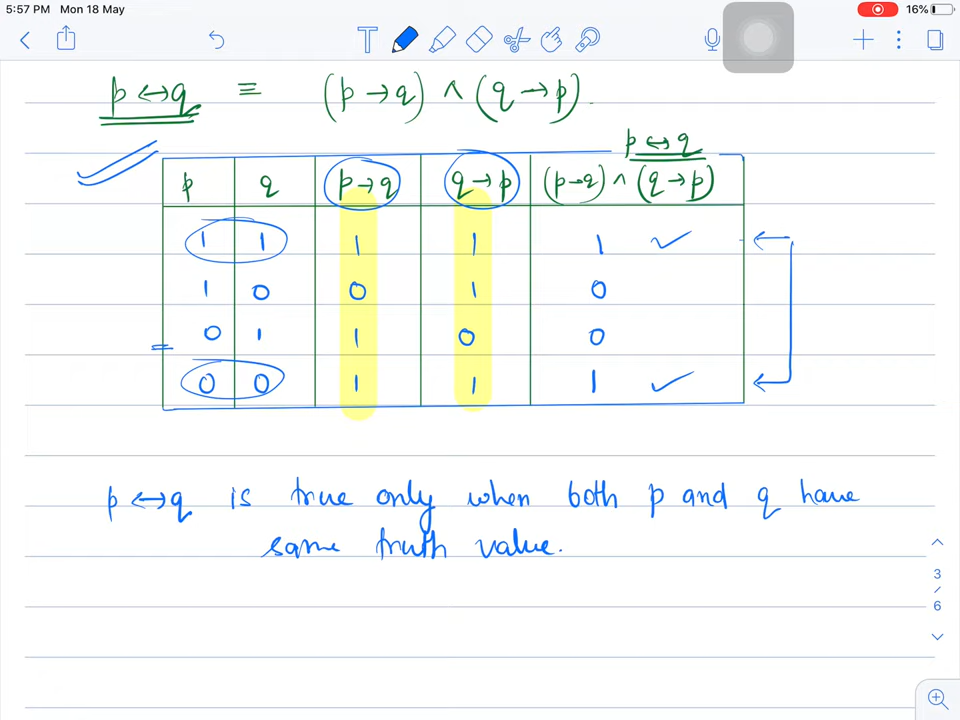 5:57 PM Mon 18 May 16%
T
p ↔ q ≡ (p → q) ∧ (q → p).
p ↔ q
p q p → q q → p (p → q) ∧ (q → p)
1 1 1 1 1 ✓
1 0 0 1 0
0 1 1 0 0
0 0 1 1 1 ✓
p ↔ q is true only when both p and q have
same truth value.
3
/
6